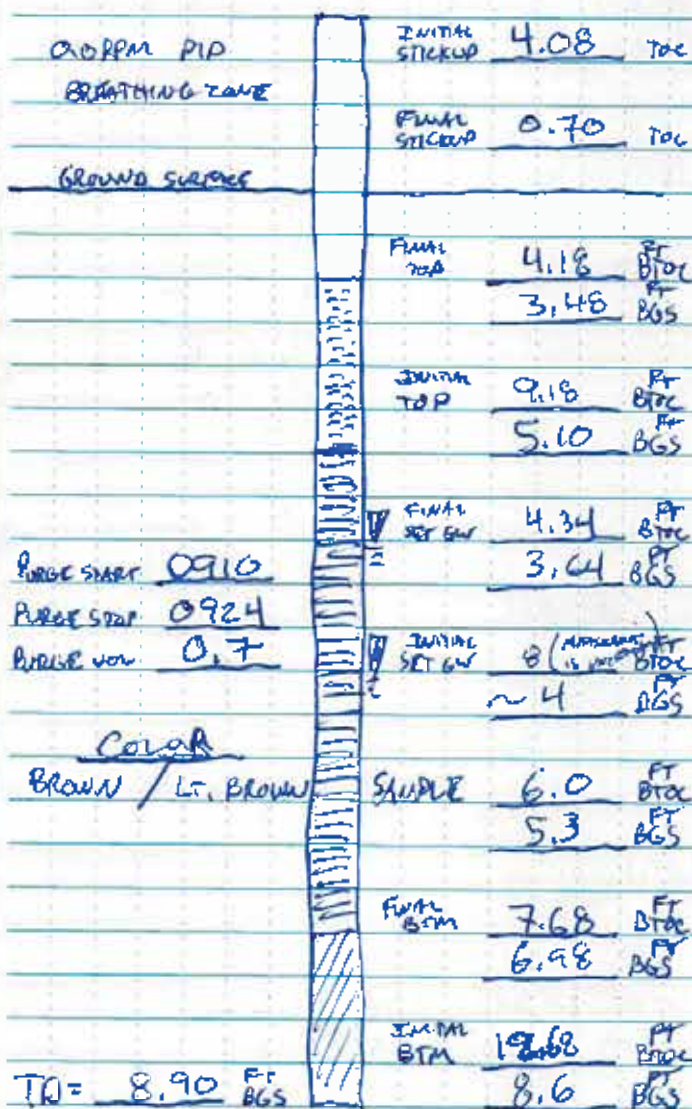 0.0 PPM PID
BREATHING ZONE
INITIAL STICKUP 4.08 TOC
FINAL STICKUP 0.70 TOC
GROUND SURFACE
FINAL TOP 4.18 FT BTOC
3.48 FT BGS
INITIAL TOP 9.18 FT BTOC
5.10 FT BGS
FINAL SET GW 4.34 FT BTOC
3.64 FT BGS
PURGE START 0910
PURGE STOP 0924
PURGE VOL 0.7
INITIAL SET GW 8 ( FT BTOC
~ 4 FT BGS
COLOR
BROWN / LT. BROWN
SAMPLE 6.0 FT BTOC
5.3 FT BGS
FINAL BTM 7.68 FT BTOC
6.98 FT BGS
INITIAL BTM FT BTOC
8.6 FT BGS
TD = 8.90 FT BGS